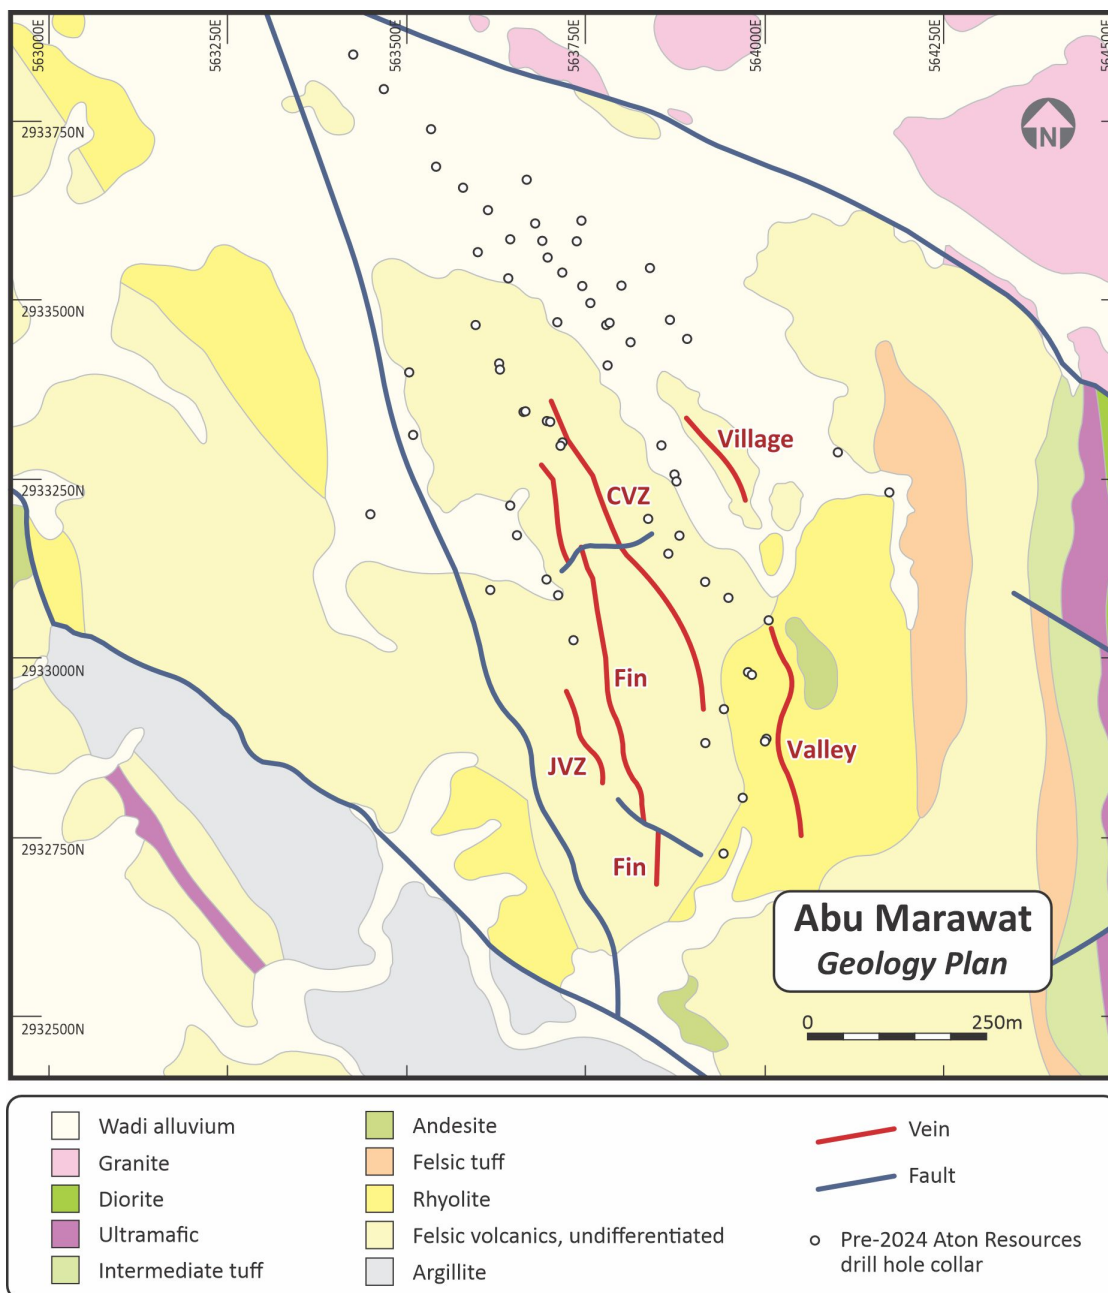 563000E
563250E
563500E
563750E
564000E
564250E
564500E
2933750N
N
2933500N
2933250N
Village
CVZ
2933000N
Fin
JVZ
Valley
2932750N
Fin
Abu Marawat
Geology Plan
2932500N
0 250m
Wadi alluvium
Granite
Diorite
Ultramafic
Intermediate tuff
Andesite
Felsic tuff
Rhyolite
Felsic volcanics, undifferentiated
Argillite
Vein
Fault
Pre-2024 Aton Resources
drill hole collar